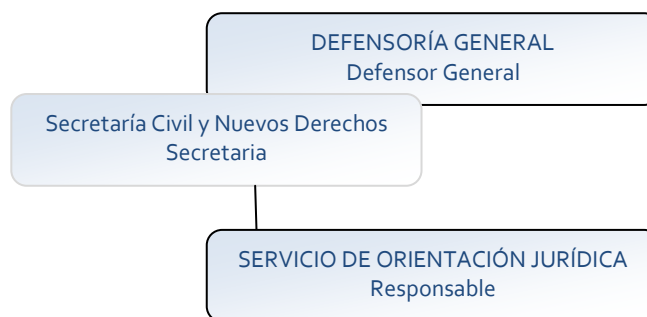 DEFENSORÍA GENERAL
Defensor General
Secretaría Civil y Nuevos Derechos
Secretaria
SERVICIO DE ORIENTACIÓN JURÍDICA
Responsable